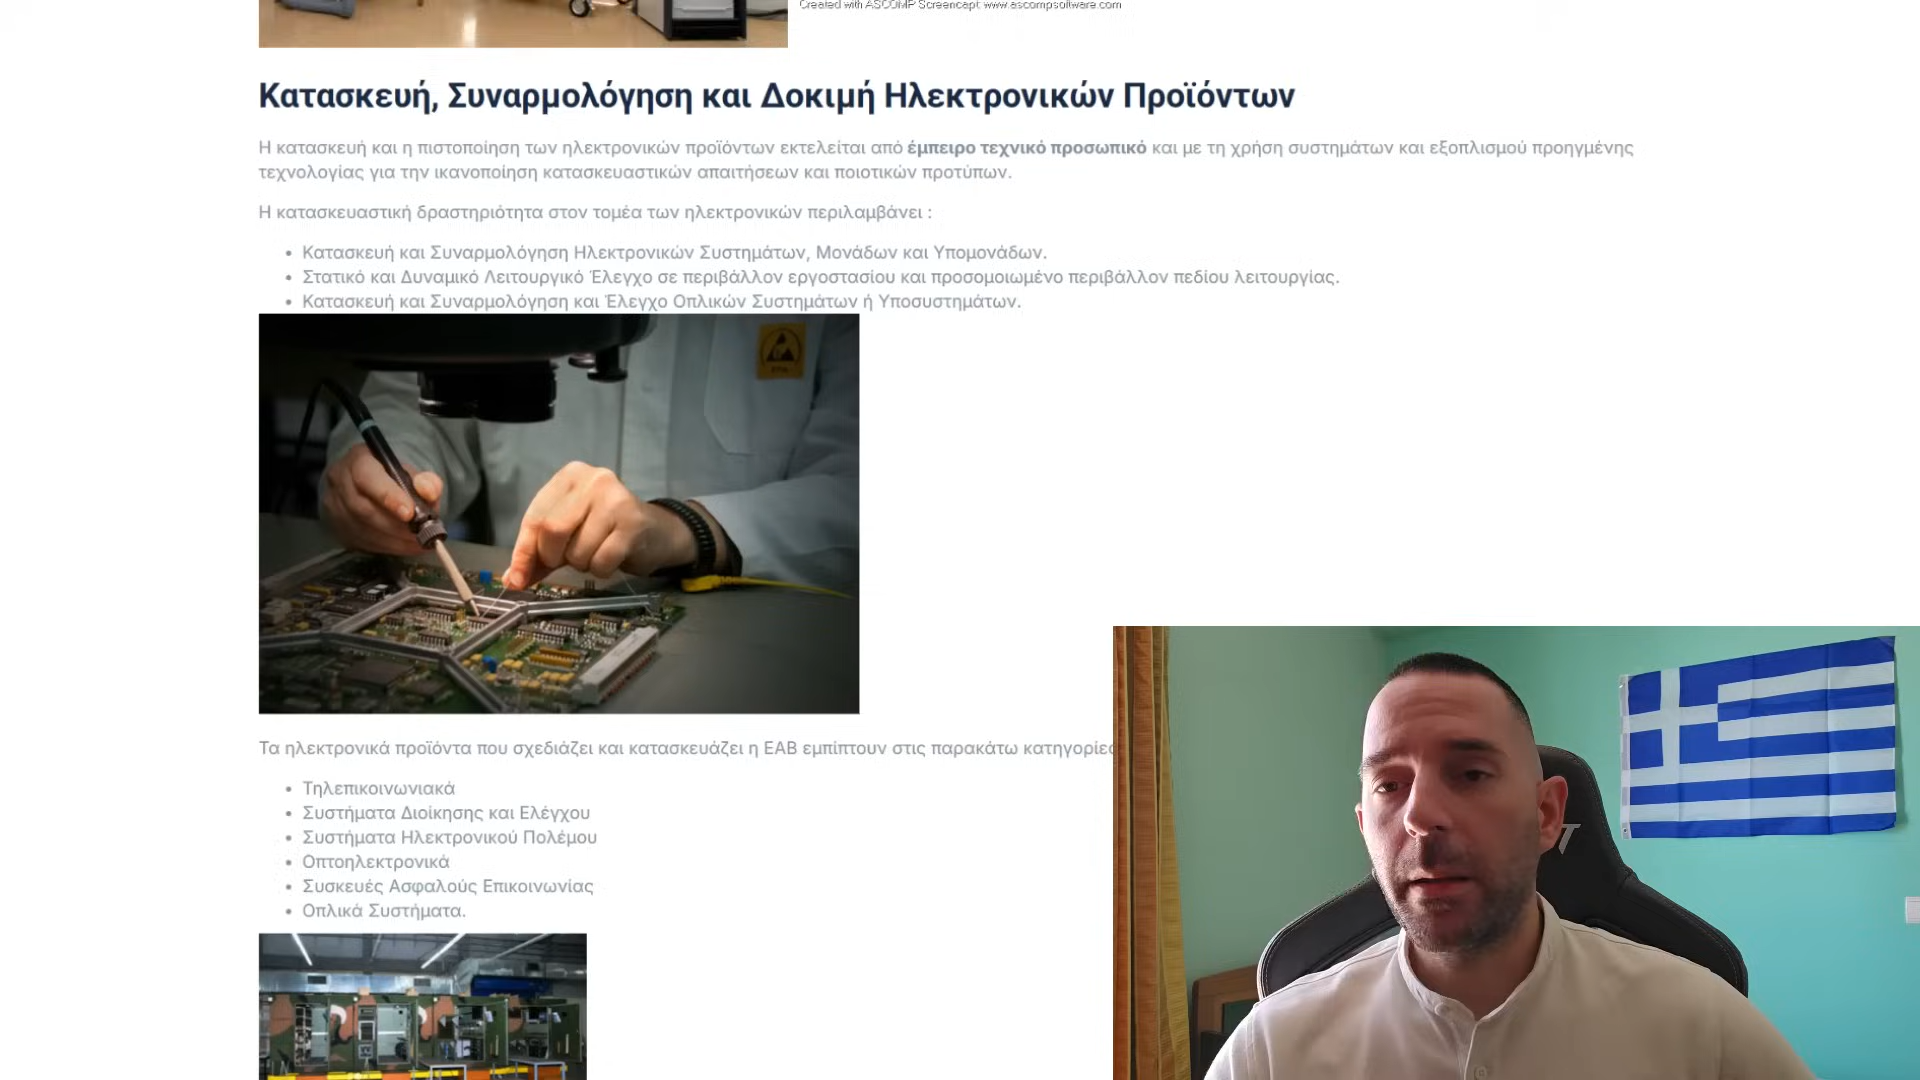 Created with ASCOMP Screencapt: www.ascompsoftware.com
Κατασκευή, Συναρμολόγηση και Δοκιμή Ηλεκτρονικών Προϊόντων
Η κατασκευή και η πιστοποίηση των ηλεκτρονικών προϊόντων εκτελείται από έμπειρο τεχνικό προσωπικό και με τη χρήση συστημάτων και εξοπλισμού προηγμένης
τεχνολογίας για την ικανοποίηση κατασκευαστικών απαιτήσεων και ποιοτικών προτύπων.
Η κατασκευαστική δραστηριότητα στον τομέα των ηλεκτρονικών περιλαμβάνει :
• Κατασκευή και Συναρμολόγηση Ηλεκτρονικών Συστημάτων, Μονάδων και Υπομονάδων.
• Στατικό και Δυναμικό Λειτουργικό Έλεγχο σε περιβάλλον εργοστασίου και προσομοιωμένο περιβάλλον πεδίου λειτουργίας.
• Κατασκευή και Συναρμολόγηση και Έλεγχο Οπλικών Συστημάτων ή Υποσυστημάτων.
Τα ηλεκτρονικά προϊόντα που σχεδιάζει και κατασκευάζει η ΕΑΒ εμπίπτουν στις παρακάτω κατηγορίες
• Τηλεπικοινωνιακά
• Συστήματα Διοίκησης και Ελέγχου
• Συστήματα Ηλεκτρονικού Πολέμου
• Οπτοηλεκτρονικά
• Συσκευές Ασφαλούς Επικοινωνίας
• Οπλικά Συστήματα.